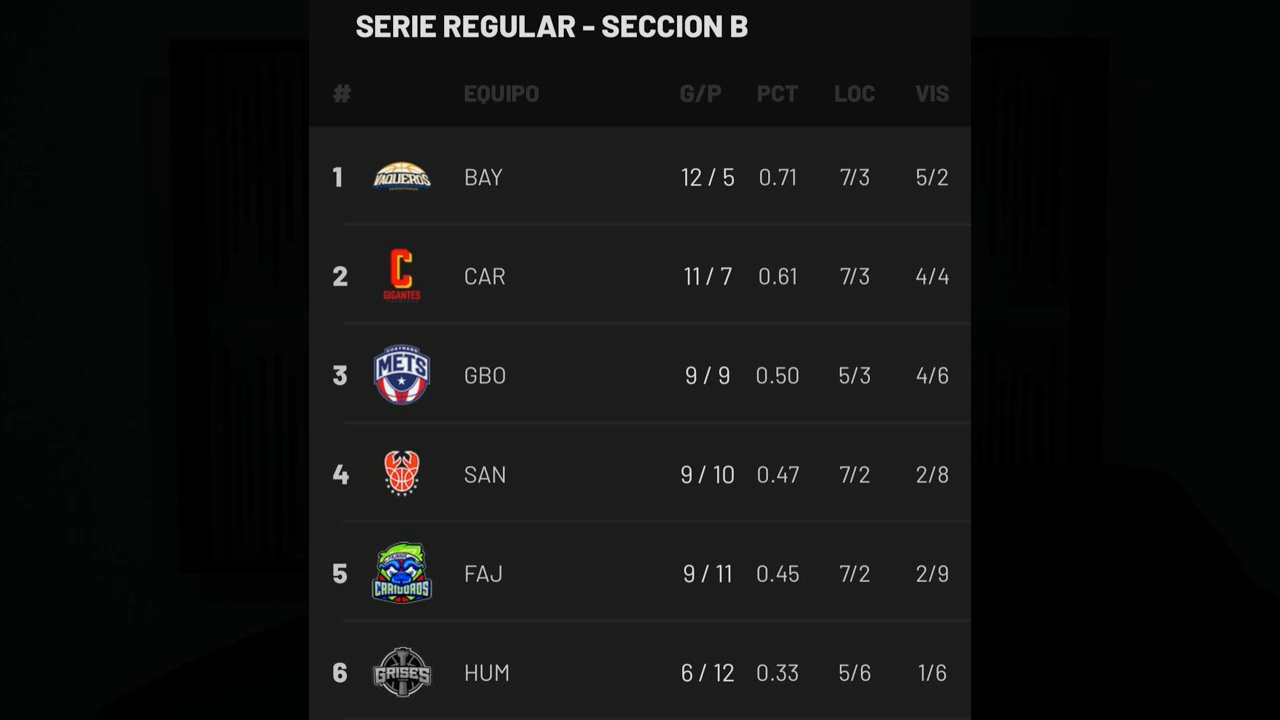 SERIE REGULAR - SECCION B
# EQUIPO G/P PCT LOC VIS
1 VAQUEROS BAY 12 / 5 0.71 7/3 5/2
2 C GIGANTES CAR 11 / 7 0.61 7/3 4/4
3 METS GBO 9 / 9 0.50 5/3 4/6
4 SAN 9 / 10 0.47 7/2 2/8
5 CARIDUROS FAJ 9 / 11 0.45 7/2 2/9
6 GRISES HUM 6 / 12 0.33 5/6 1/6